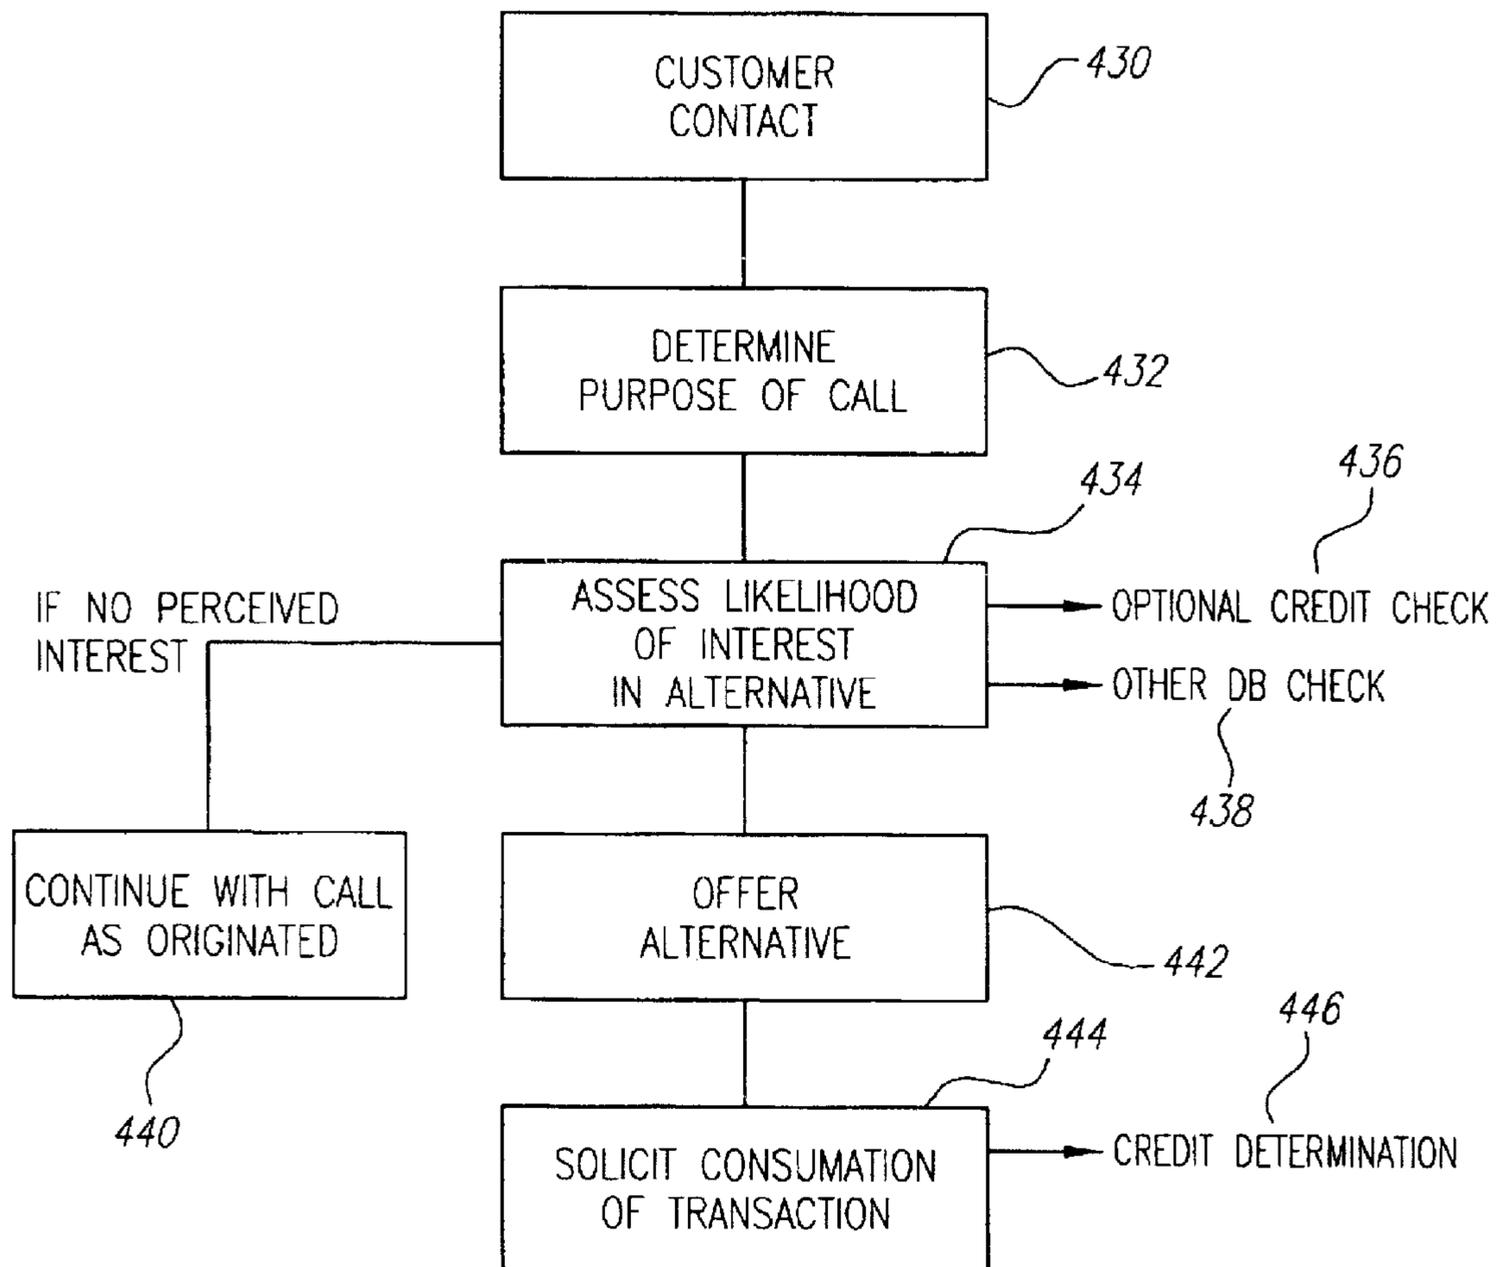 CUSTOMER
CONTACT
430
DETERMINE
PURPOSE OF CALL
432
434
436
ASSESS LIKELIHOOD
OF INTEREST
IN ALTERNATIVE
OPTIONAL CREDIT CHECK
OTHER DB CHECK
438
IF NO PERCEIVED
INTEREST
CONTINUE WITH CALL
AS ORIGINATED
440
OFFER
ALTERNATIVE
442
444
446
SOLICIT CONSUMATION
OF TRANSACTION
CREDIT DETERMINATION